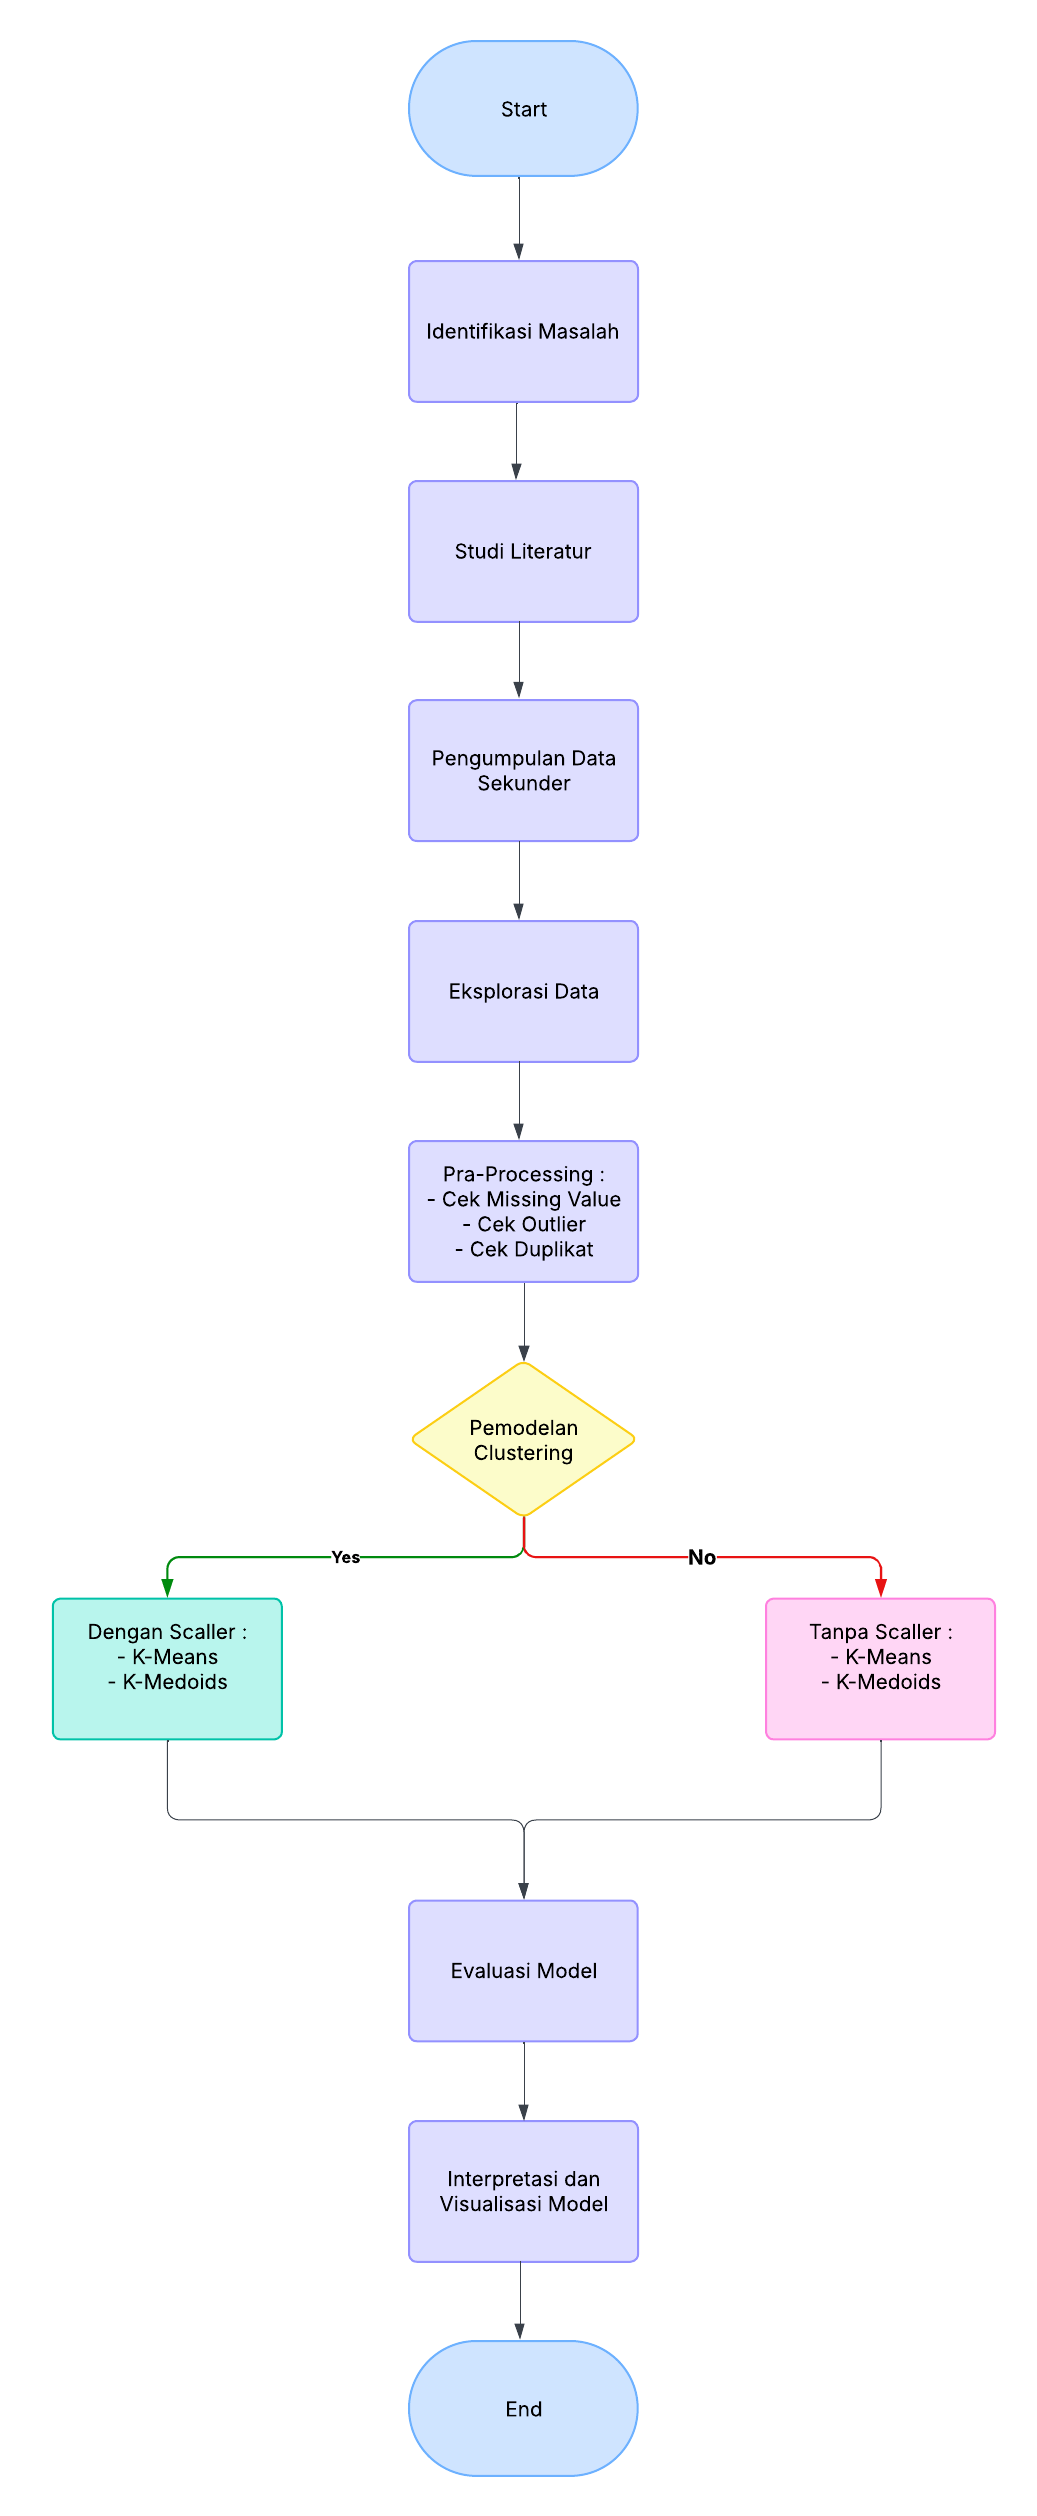 Start
Identifikasi Masalah
Studi Literatur
Pengumpulan Data
Sekunder
Eksplorasi Data
Pra-Processing :
- Cek Missing Value
- Cek Outlier
- Cek Duplikat
Pemodelan
Clustering
Yes
No
Dengan Scaller :
- K-Means
- K-Medoids
Tanpa Scaller :
- K-Means
- K-Medoids
Evaluasi Model
Interpretasi dan
Visualisasi Model
End